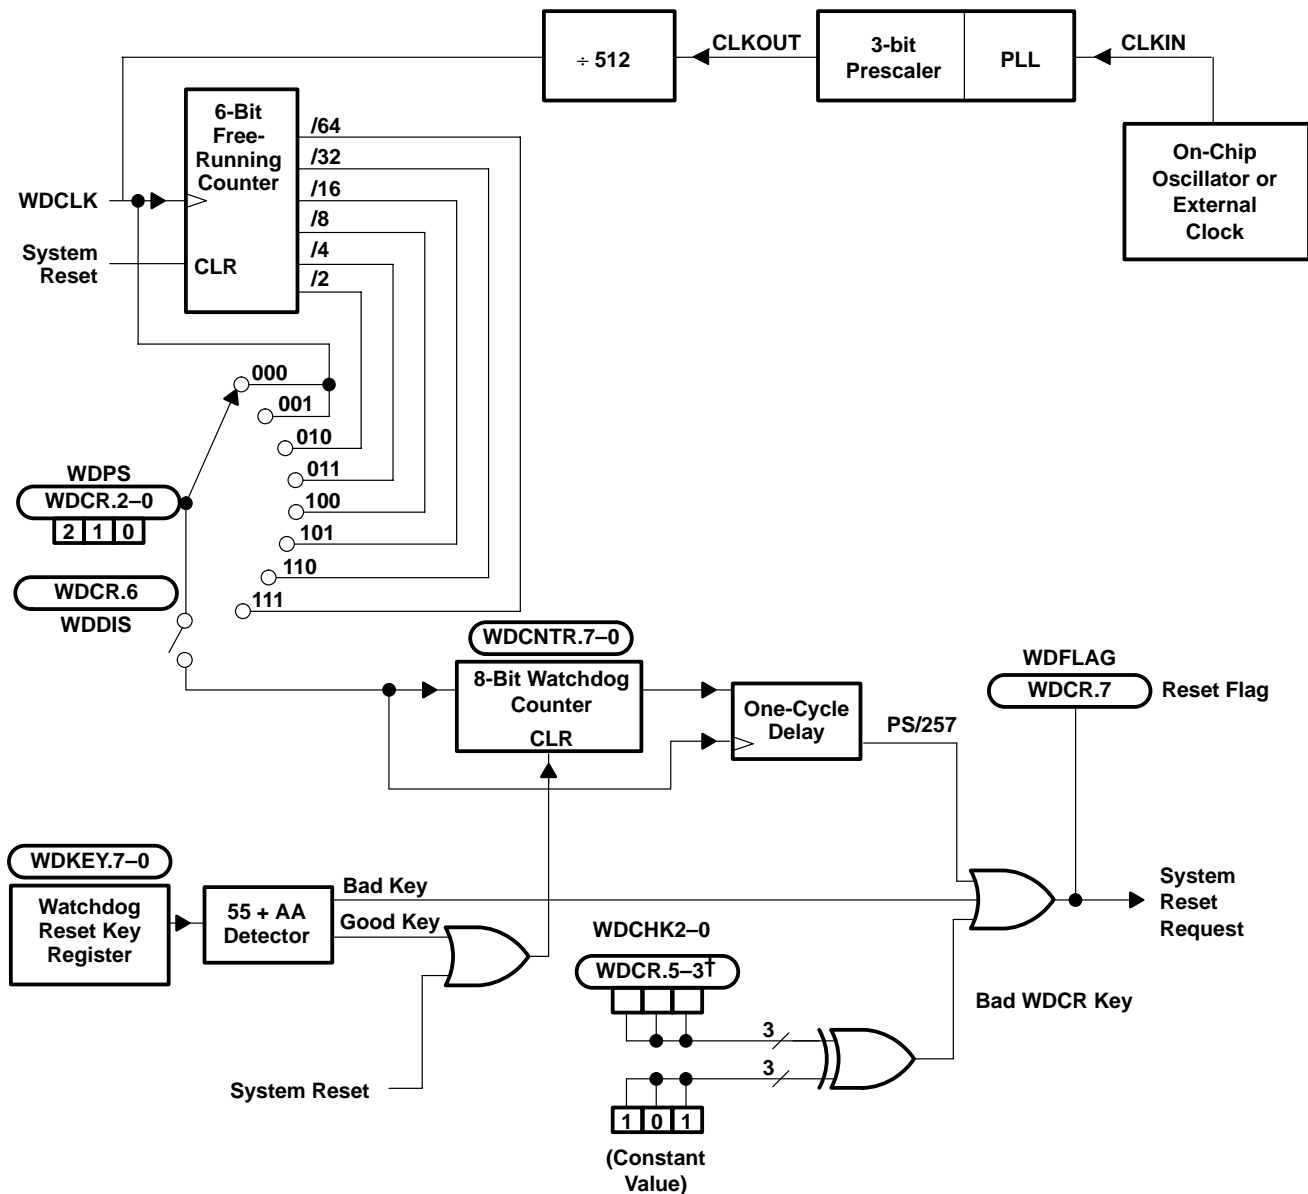 ÷ 512
CLKOUT
3-bit
Prescaler
PLL
CLKIN
On-Chip
Oscillator or
External
Clock
6-Bit
Free-
Running
Counter
/64
/32
/16
/8
/4
/2
WDCLK
System
Reset
CLR
000
001
010
011
100
101
110
111
WDPS
WDCR.2–0
2 1 0
WDCR.6
WDDIS
WDCNTR.7–0
8-Bit Watchdog
Counter
CLR
One-Cycle
Delay
PS/257
WDFLAG
WDCR.7
Reset Flag
WDKEY.7–0
Watchdog
Reset Key
Register
55 + AA
Detector
Bad Key
Good Key
System Reset
WDCHK2–0
WDCR.5–3†
3
3
1 0 1
(Constant
Value)
Bad WDCR Key
System
Reset
Request